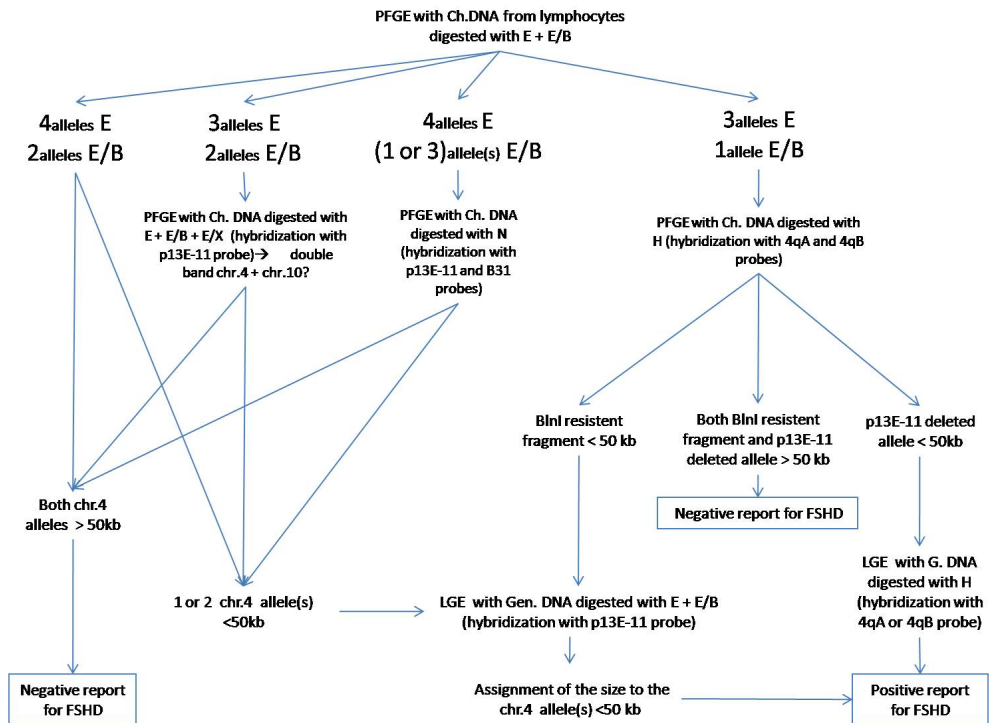 PFGE with Ch.DNA from lymphocytes
digested with E + E/B
4alleles E
2alleles E/B
3alleles E
2alleles E/B
4alleles E
(1 or 3)allele(s) E/B
3alleles E
1allele E/B
PFGE with Ch. DNA digested with
E + E/B + E/X (hybridization with
p13E-11 probe)→ double
band chr.4 + chr.10?
PFGE with Ch. DNA
digested with N
(hybridization with
p13E-11 and B31
probes)
PFGE with Ch. DNA digested with
H (hybridization with 4qA and 4qB
probes)
BlnI resistent
fragment < 50 kb
Both BlnI resistent
fragment and p13E-11
deleted allele > 50 kb
p13E-11 deleted
allele < 50kb
Negative report for FSHD
Both chr.4
alleles > 50kb
1 or 2 chr.4 allele(s)
<50kb
LGE with Gen. DNA digested with E + E/B
(hybridization with p13E-11 probe)
LGE with G. DNA
digested with H
(hybridization with
4qA or 4qB probe)
Negative report
for FSHD
Assignment of the size to the
chr.4 allele(s) <50 kb
Positive report
for FSHD